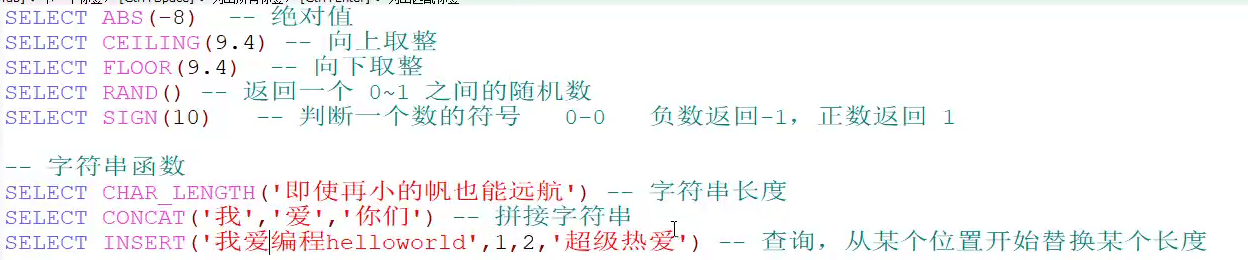 SELECT ABS(-8) -- 绝对值
SELECT CEILING(9.4) -- 向上取整
SELECT FLOOR(9.4) -- 向下取整
SELECT RAND() -- 返回一个 0~1 之间的随机数
SELECT SIGN(10) -- 判断一个数的符号 0-0 负数返回-1，正数返回 1
-- 字符串函数
SELECT CHAR_LENGTH('即使再小的帆也能远航') -- 字符串长度
SELECT CONCAT('我','爱','你们') -- 拼接字符串
SELECT INSERT('我爱编程helloworld',1,2,'超级热爱') -- 查询，从某个位置开始替换某个长度